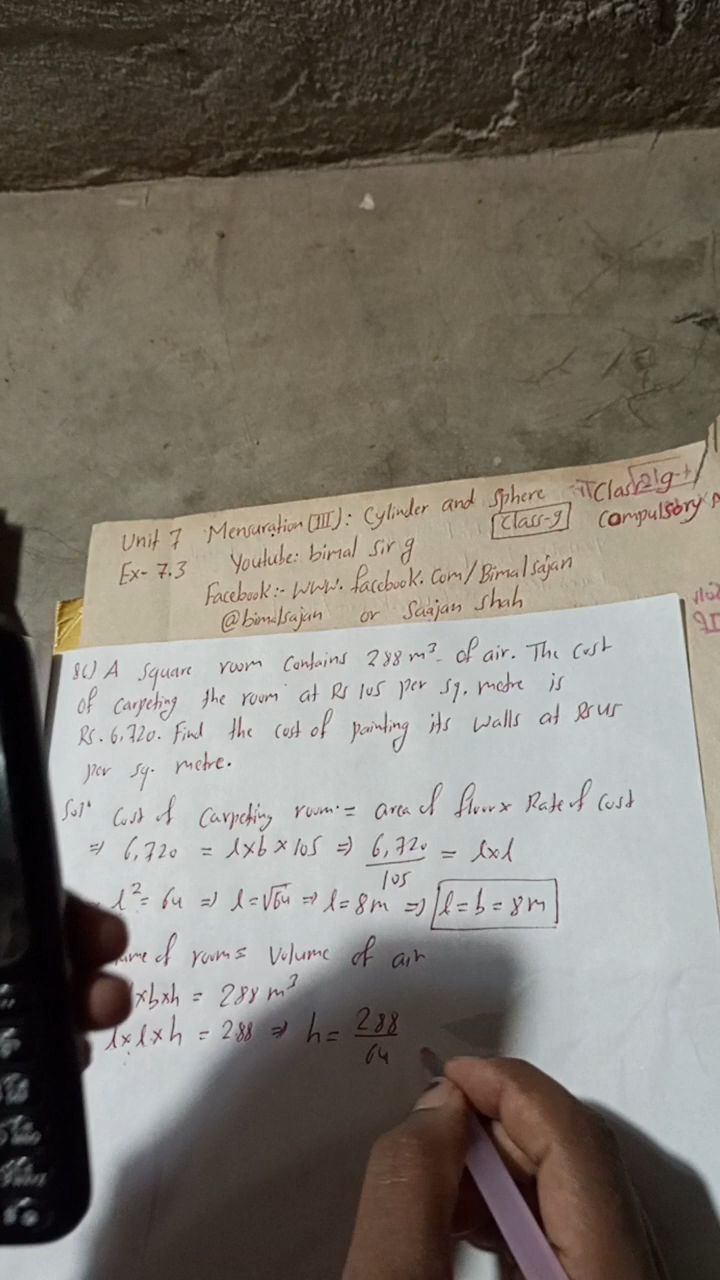 Unit 7 Mensuration (III): Cylinder and Sphere
Class-9 Compulsory
Ex- 7.3 Youtube: bimal sir g
Facebook:- www.facebook.com/Bimalsajan
@bimalsajan or Saajan Shah
8c) A square room contains 288 m³ of air. The cost
of carpeting the room at Rs 105 per sq. metre is
Rs. 6,720. Find the cost of painting its walls at Rs 45
per sq. metre.
Solⁿ Cost of Carpeting room = area of floor x Rate of cost
⇒ 6,720 = l×b×105 ⇒ 6,720/105 = l×l
l² = 64 ⇒ l = √64 ⇒ l = 8m ⇒ l = b = 8m
of room = Volume of air
×b×h = 288 m³
l×l×h = 288 ⇒ h = 288/64